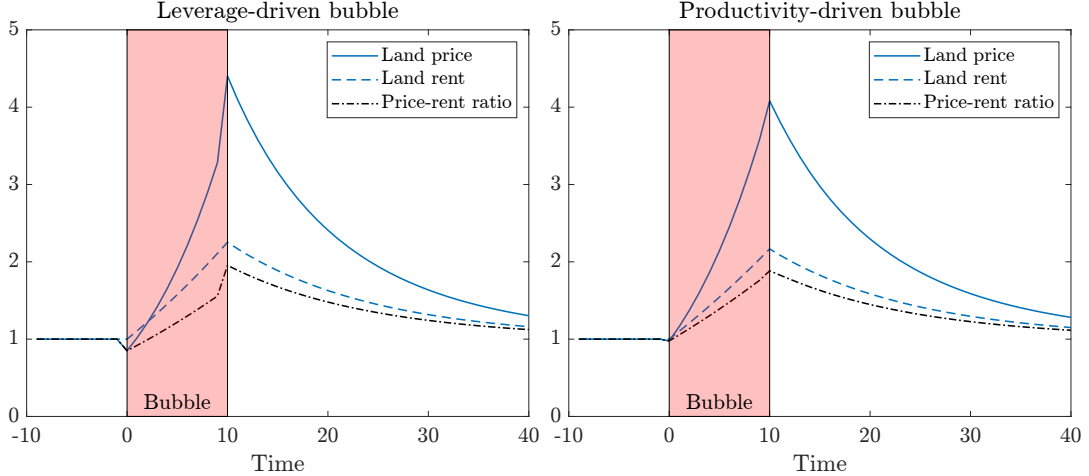 Leverage-driven bubble
5
4
3
2
1
0
-10
0
10
20
30
40
Time
Bubble
Land price
Land rent
Price-rent ratio
Productivity-driven bubble
5
4
3
2
1
0
-10
0
10
20
30
40
Time
Bubble
Land price
Land rent
Price-rent ratio